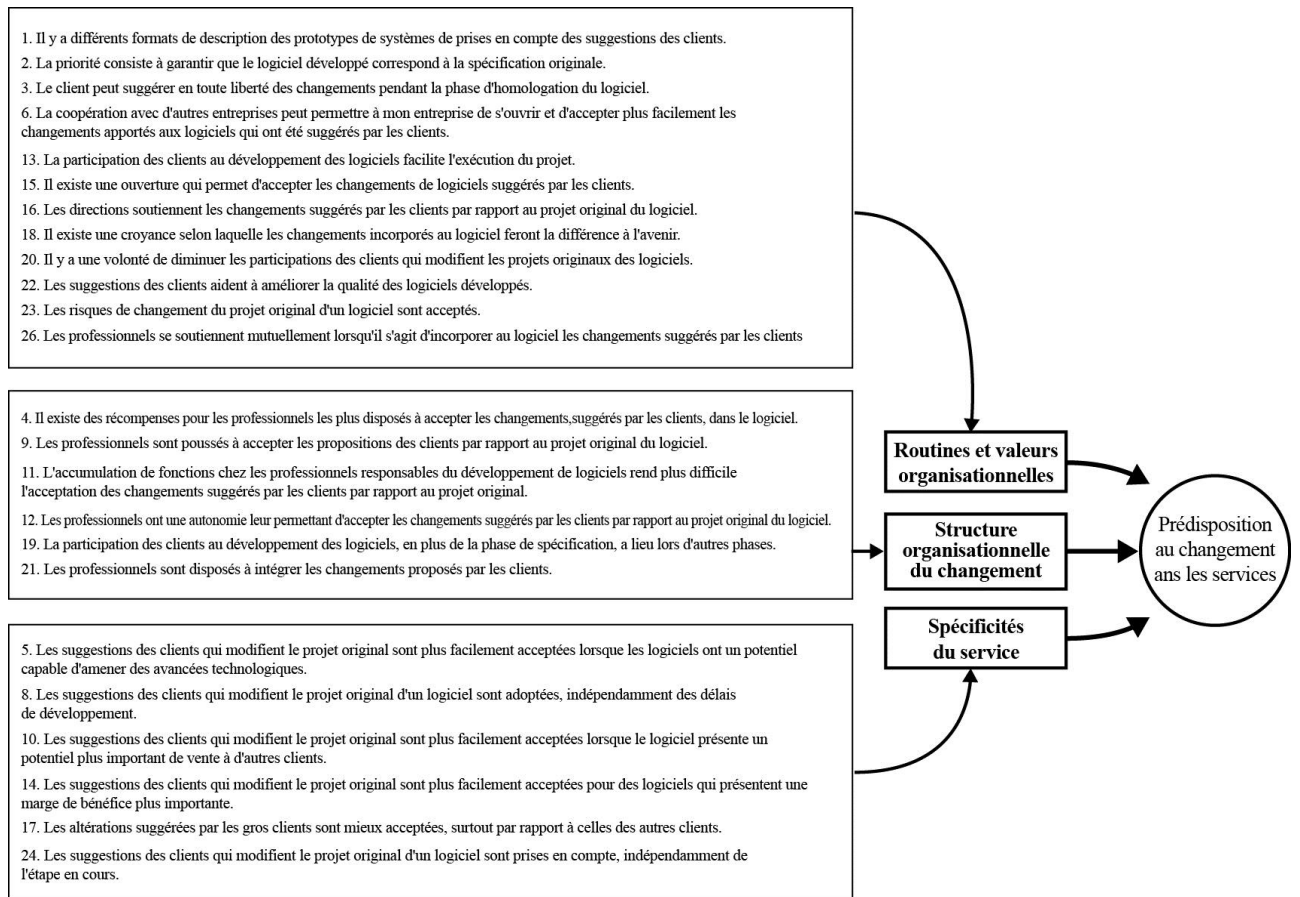 1. Il y a différents formats de description des prototypes de systèmes de prises en compte des suggestions des clients.
2. La priorité consiste à garantir que le logiciel développé correspond à la spécification originale.
3. Le client peut suggérer en toute liberté des changements pendant la phase d'homologation du logiciel.
6. La coopération avec d'autres entreprises peut permettre à mon entreprise de s'ouvrir et d'accepter plus facilement les
changements apportés aux logiciels qui ont été suggérés par les clients.
13. La participation des clients au développement des logiciels facilite l'exécution du projet.
15. Il existe une ouverture qui permet d'accepter les changements de logiciels suggérés par les clients.
16. Les directions soutiennent les changements suggérés par les clients par rapport au projet original du logiciel.
18. Il existe une croyance selon laquelle les changements incorporés au logiciel feront la différence à l'avenir.
20. Il y a une volonté de diminuer les participations des clients qui modifient les projets originaux des logiciels.
22. Les suggestions des clients aident à améliorer la qualité des logiciels développés.
23. Les risques de changement du projet original d'un logiciel sont acceptés.
26. Les professionnels se soutiennent mutuellement lorsqu'il s'agit d'incorporer au logiciel les changements suggérés par les clients
4. Il existe des récompenses pour les professionnels les plus disposés à accepter les changements,suggérés par les clients, dans le logiciel.
9. Les professionnels sont poussés à accepter les propositions des clients par rapport au projet original du logiciel.
11. L'accumulation de fonctions chez les professionnels responsables du développement de logiciels rend plus difficile
l'acceptation des changements suggérés par les clients par rapport au projet original.
12. Les professionnels ont une autonomie leur permettant d'accepter les changements suggérés par les clients par rapport au projet original du logiciel.
19. La participation des clients au développement des logiciels, en plus de la phase de spécification, a lieu lors d'autres phases.
21. Les professionnels sont disposés à intégrer les changements proposés par les clients.
5. Les suggestions des clients qui modifient le projet original sont plus facilement acceptées lorsque les logiciels ont un potentiel
capable d'amener des avancées technologiques.
8. Les suggestions des clients qui modifient le projet original d'un logiciel sont adoptées, indépendamment des délais
de développement.
10. Les suggestions des clients qui modifient le projet original sont plus facilement acceptées lorsque le logiciel présente un
potentiel plus important de vente à d'autres clients.
14. Les suggestions des clients qui modifient le projet original sont plus facilement acceptées pour des logiciels qui présentent une
marge de bénéfice plus importante.
17. Les altérations suggérées par les gros clients sont mieux acceptées, surtout par rapport à celles des autres clients.
24. Les suggestions des clients qui modifient le projet original d'un logiciel sont prises en compte, indépendamment de
l'étape en cours.
Routines et valeurs
organisationnelles
Structure
organisationnelle
du changement
Spécificités
du service
Prédisposition
au changement
ans les services